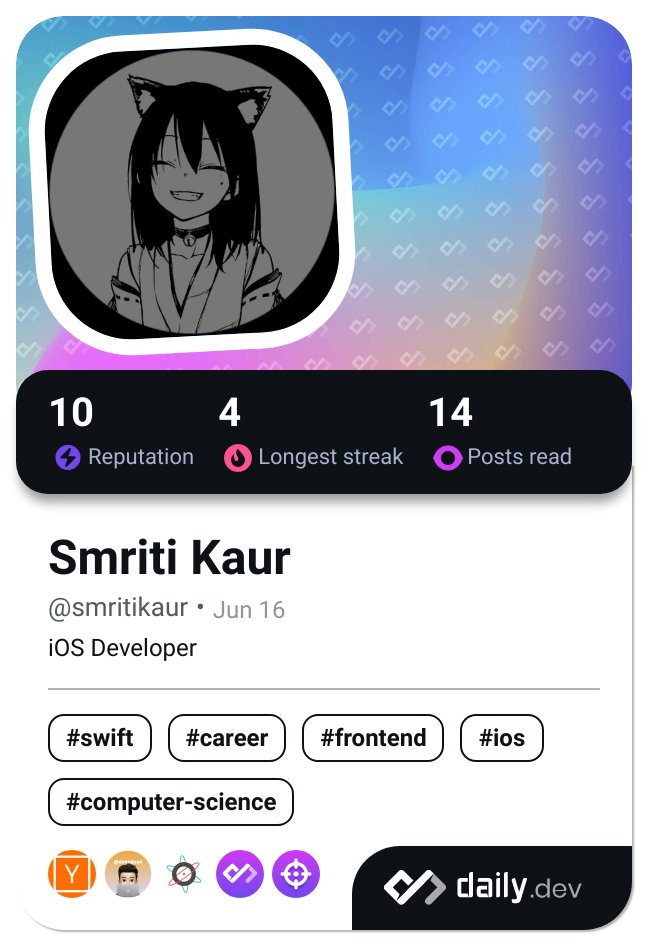 10 4 14
Reputation Longest streak Posts read
Smriti Kaur
@smritikaur • Jun 16
iOS Developer
#swift #career #frontend #ios
#computer-science
Y
daily.dev